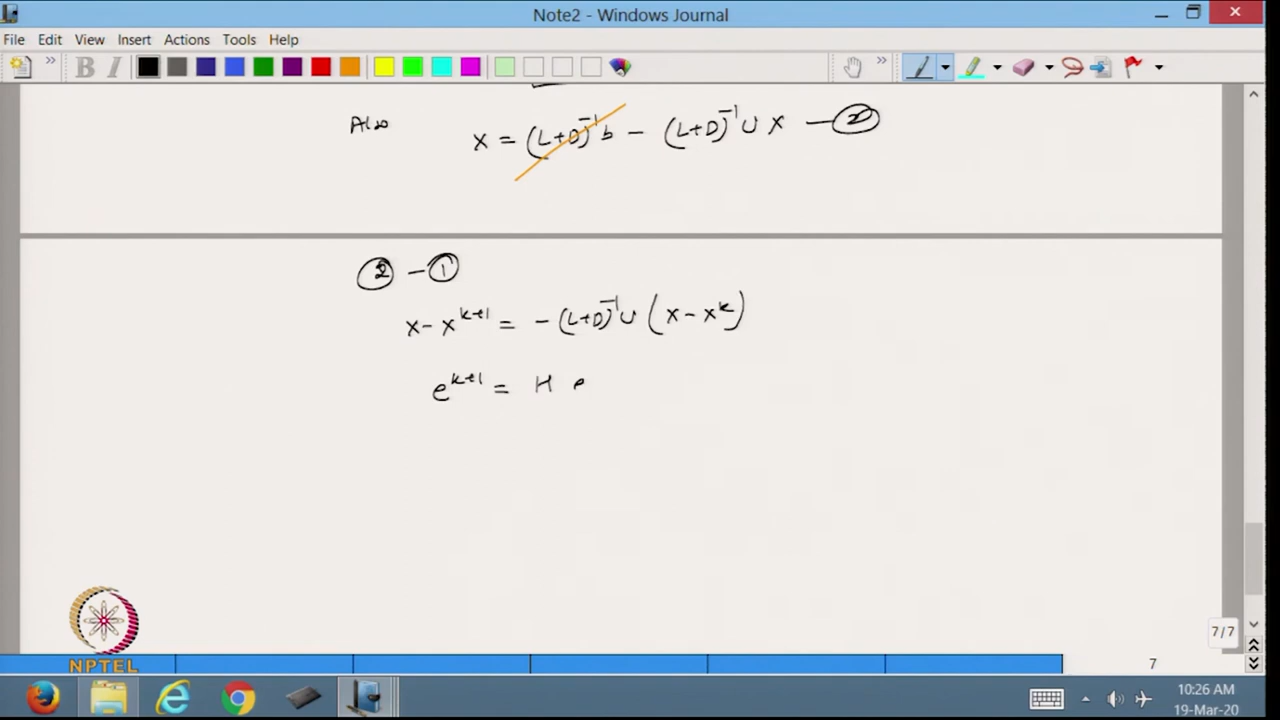 Note2 - Windows Journal
File Edit View Insert Actions Tools Help
Also x = (L+D)⁻¹b - (L+D)⁻¹U x — ②
② - ①
x - x^{k+1} = - (L+D)⁻¹U (x - x^k)
e^{k+1} = H e
7/7
NPTEL
7
10:26 AM
19-Mar-20